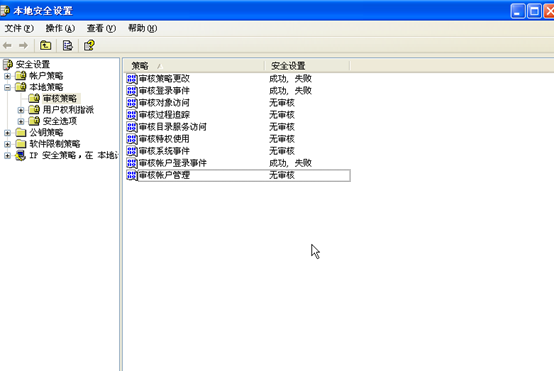 本地安全设置
文件(F) 操作(A) 查看(V) 帮助(H)
安全设置
帐户策略
本地策略
审核策略
用户权利指派
安全选项
公钥策略
软件限制策略
IP 安全策略，在 本地
策略 安全设置
审核策略更改 成功, 失败
审核登录事件 成功, 失败
审核对象访问 无审核
审核过程追踪 无审核
审核目录服务访问 无审核
审核特权使用 无审核
审核系统事件 无审核
审核帐户登录事件 成功, 失败
审核帐户管理 无审核